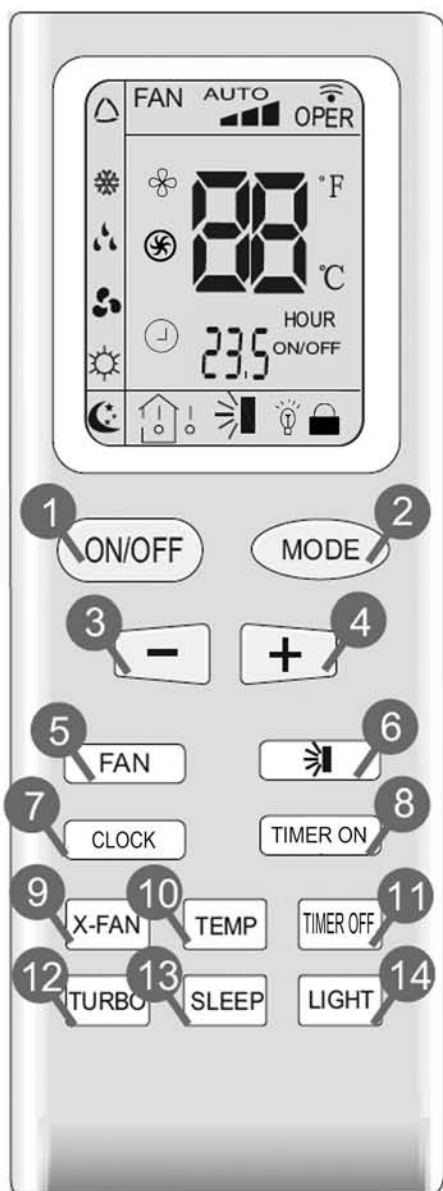 FAN AUTO OPER
88 °F
°C
HOUR
23.5 ON/OFF
1 2
ON/OFF MODE
3 4
− +
5 6
FAN
7 8
CLOCK TIMER ON
9 10 11
X-FAN TEMP TIMER OFF
12 13 14
TURBO SLEEP LIGHT